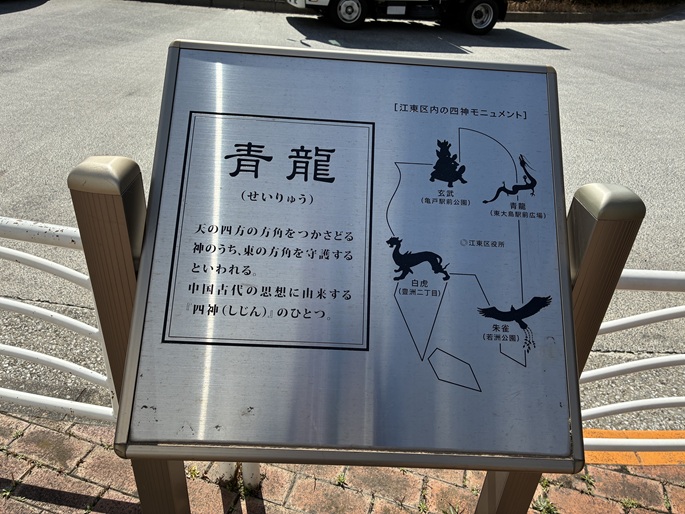 青龍
（せいりゅう）
天の四方の方角をつかさどる
神のうち、東の方角を守護する
といわれる。
中国古代の思想に由来する
『四神（しじん）』のひとつ。
［江東区内の四神モニュメント］
玄武
（亀戸駅前公園）
青龍
（東大島駅前広場）
◎江東区役所
白虎
（豊洲二丁目）
朱雀
（若洲公園）